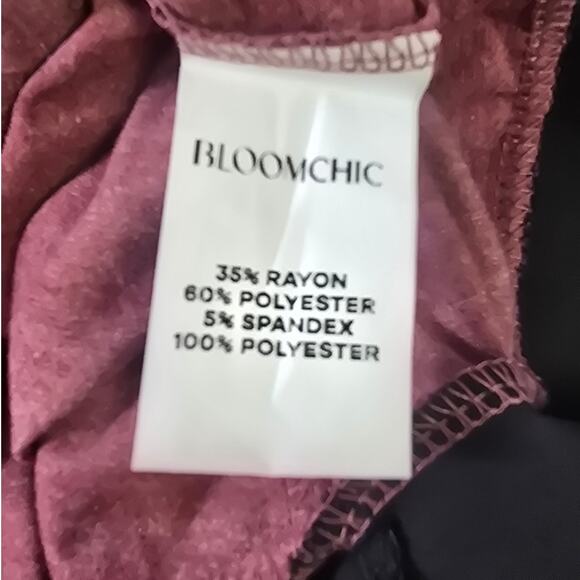 BLOOMCHIC
35% RAYON
60% POLYESTER
5% SPANDEX
100% POLYESTER